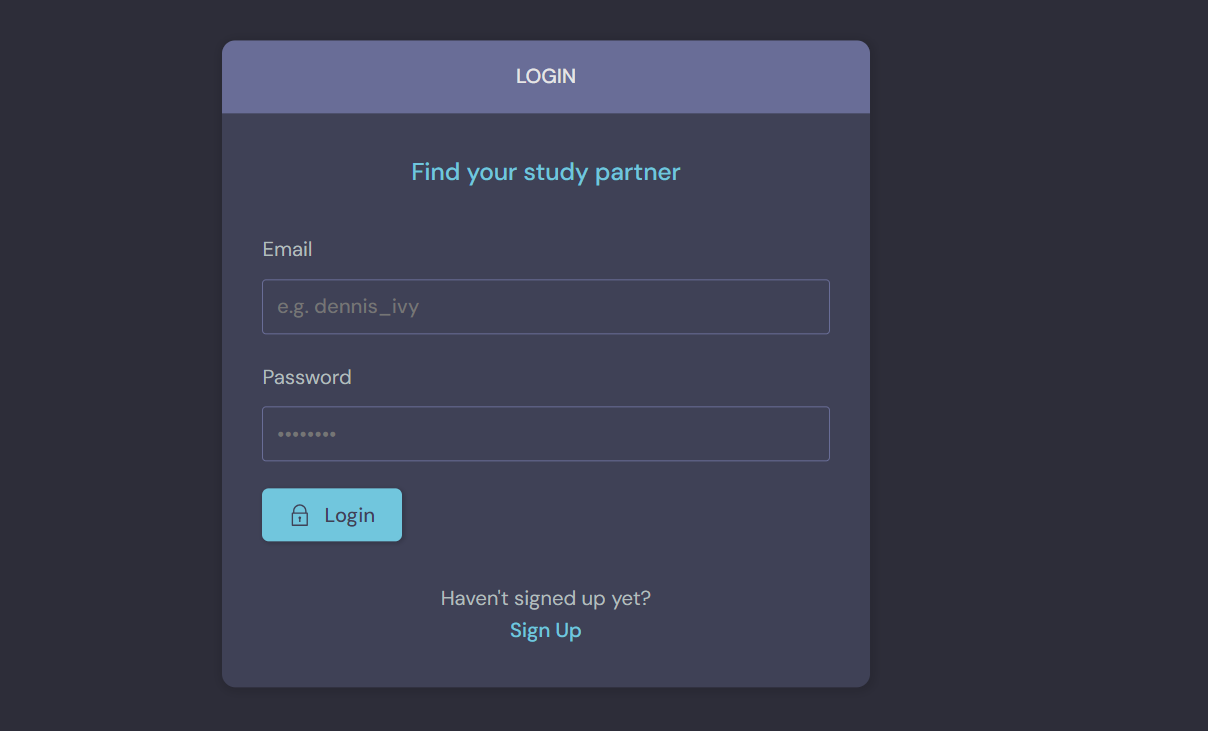 LOGIN
Find your study partner
Email
e.g. dennis_ivy
Password
••••••••
Login
Haven't signed up yet?
Sign Up